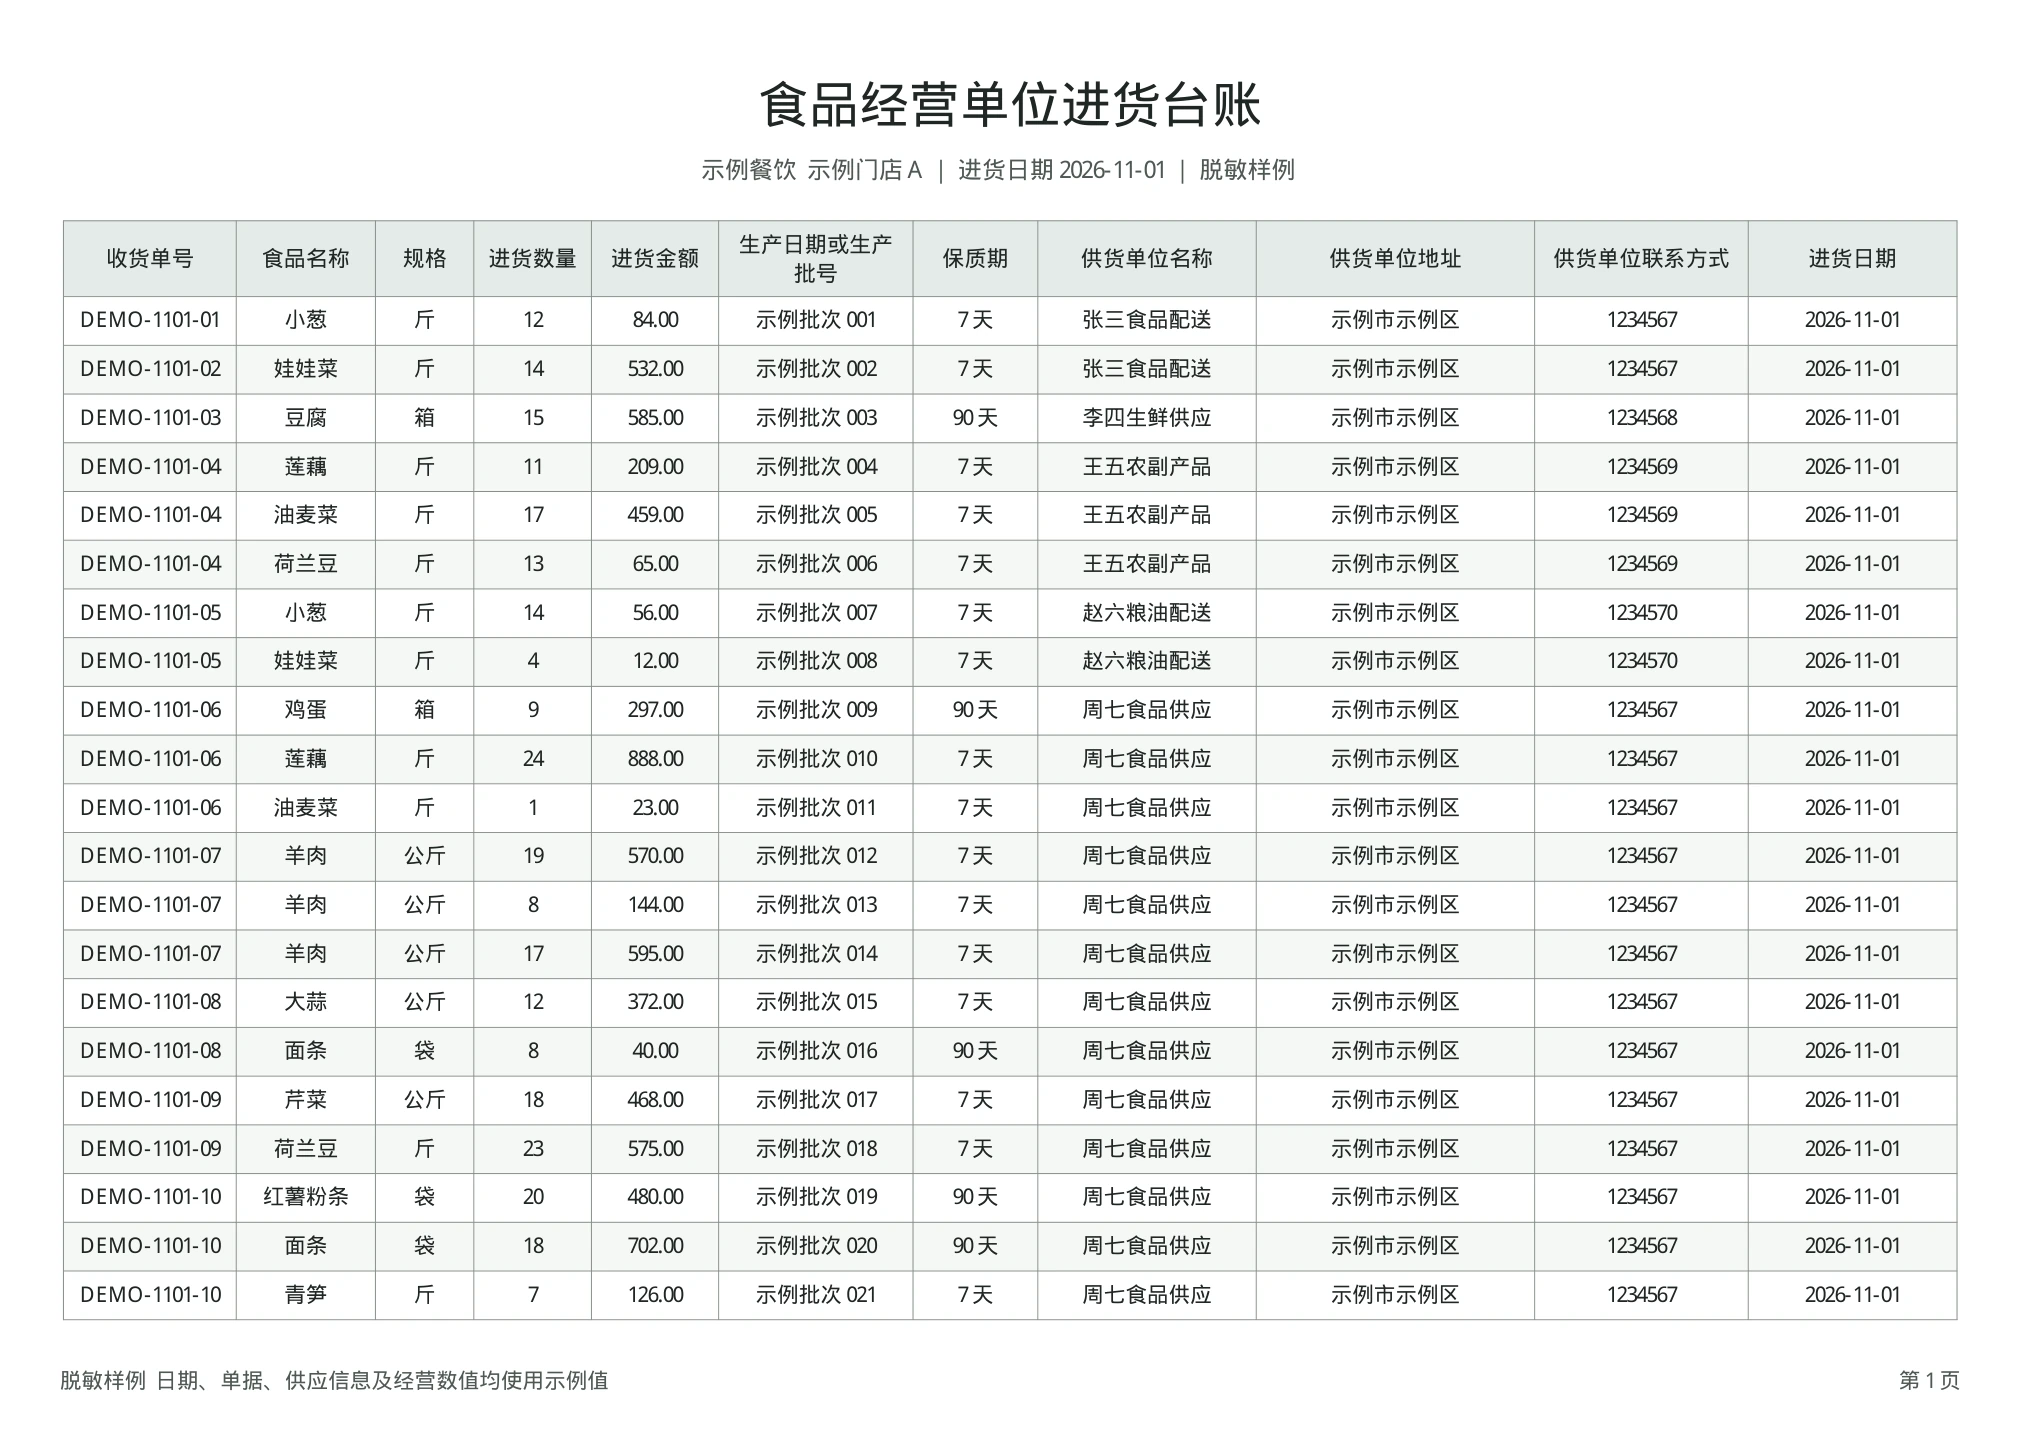 食品经营单位进货台账
示例餐饮 示例门店 A | 进货日期 2026-11-01 | 脱敏样例
收货单号 食品名称 规格 进货数量 进货金额 生产日期或生产批号 保质期 供货单位名称 供货单位地址 供货单位联系方式 进货日期
DEMO-1101-01 小葱 斤 12 84.00 示例批次 001 7 天 张三食品配送 示例市示例区 1234567 2026-11-01
DEMO-1101-02 娃娃菜 斤 14 532.00 示例批次 002 7 天 张三食品配送 示例市示例区 1234567 2026-11-01
DEMO-1101-03 豆腐 箱 15 585.00 示例批次 003 90 天 李四生鲜供应 示例市示例区 1234568 2026-11-01
DEMO-1101-04 莲藕 斤 11 209.00 示例批次 004 7 天 王五农副产品 示例市示例区 1234569 2026-11-01
DEMO-1101-04 油麦菜 斤 17 459.00 示例批次 005 7 天 王五农副产品 示例市示例区 1234569 2026-11-01
DEMO-1101-04 荷兰豆 斤 13 65.00 示例批次 006 7 天 王五农副产品 示例市示例区 1234569 2026-11-01
DEMO-1101-05 小葱 斤 14 56.00 示例批次 007 7 天 赵六粮油配送 示例市示例区 1234570 2026-11-01
DEMO-1101-05 娃娃菜 斤 4 12.00 示例批次 008 7 天 赵六粮油配送 示例市示例区 1234570 2026-11-01
DEMO-1101-06 鸡蛋 箱 9 297.00 示例批次 009 90 天 周七食品供应 示例市示例区 1234567 2026-11-01
DEMO-1101-06 莲藕 斤 24 888.00 示例批次 010 7 天 周七食品供应 示例市示例区 1234567 2026-11-01
DEMO-1101-06 油麦菜 斤 1 23.00 示例批次 011 7 天 周七食品供应 示例市示例区 1234567 2026-11-01
DEMO-1101-07 羊肉 公斤 19 570.00 示例批次 012 7 天 周七食品供应 示例市示例区 1234567 2026-11-01
DEMO-1101-07 羊肉 公斤 8 144.00 示例批次 013 7 天 周七食品供应 示例市示例区 1234567 2026-11-01
DEMO-1101-07 羊肉 公斤 17 595.00 示例批次 014 7 天 周七食品供应 示例市示例区 1234567 2026-11-01
DEMO-1101-08 大蒜 公斤 12 372.00 示例批次 015 7 天 周七食品供应 示例市示例区 1234567 2026-11-01
DEMO-1101-08 面条 袋 8 40.00 示例批次 016 90 天 周七食品供应 示例市示例区 1234567 2026-11-01
DEMO-1101-09 芹菜 公斤 18 468.00 示例批次 017 7 天 周七食品供应 示例市示例区 1234567 2026-11-01
DEMO-1101-09 荷兰豆 斤 23 575.00 示例批次 018 7 天 周七食品供应 示例市示例区 1234567 2026-11-01
DEMO-1101-10 红薯粉条 袋 20 480.00 示例批次 019 90 天 周七食品供应 示例市示例区 1234567 2026-11-01
DEMO-1101-10 面条 袋 18 702.00 示例批次 020 90 天 周七食品供应 示例市示例区 1234567 2026-11-01
DEMO-1101-10 青笋 斤 7 126.00 示例批次 021 7 天 周七食品供应 示例市示例区 1234567 2026-11-01
脱敏样例 日期、单据、供应信息及经营数值均使用示例值 第 1 页